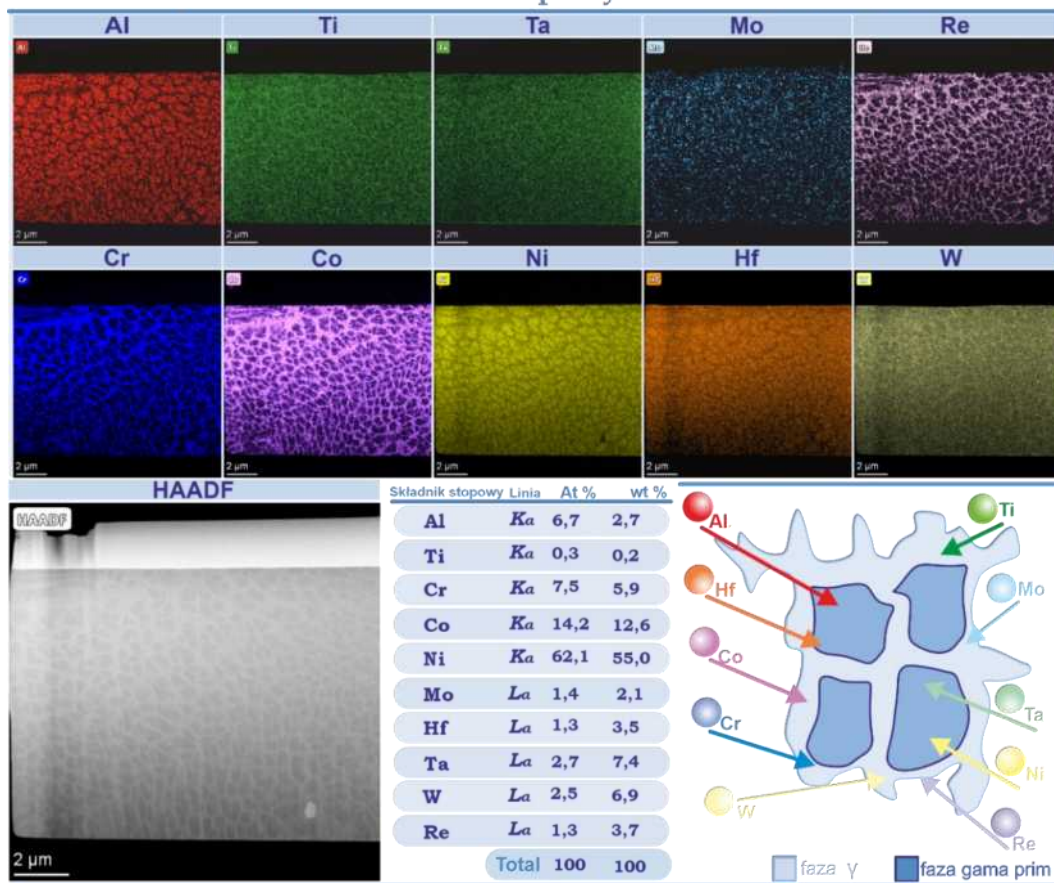 Al Ti Ta Mo Re
Al Ti Ta Mo
2 µm 2 µm 2 µm 2 µm 2 µm
Cr Co Ni Hf W
Cr
2 µm 2 µm 2 µm 2 µm 2 µm
HAADF
HAADF
2 µm
Składnik stopowy Linia At % wt %
Al Ka 6,7 2,7
Ti Ka 0,3 0,2
Cr Ka 7,5 5,9
Co Ka 14,2 12,6
Ni Ka 62,1 55,0
Mo La 1,4 2,1
Hf La 1,3 3,5
Ta La 2,7 7,4
W La 2,5 6,9
Re La 1,3 3,7
Total 100 100
Al
Ti
Hf
Mo
Co
Ta
Cr
Ni
W
Re
faza γ faza gama prim